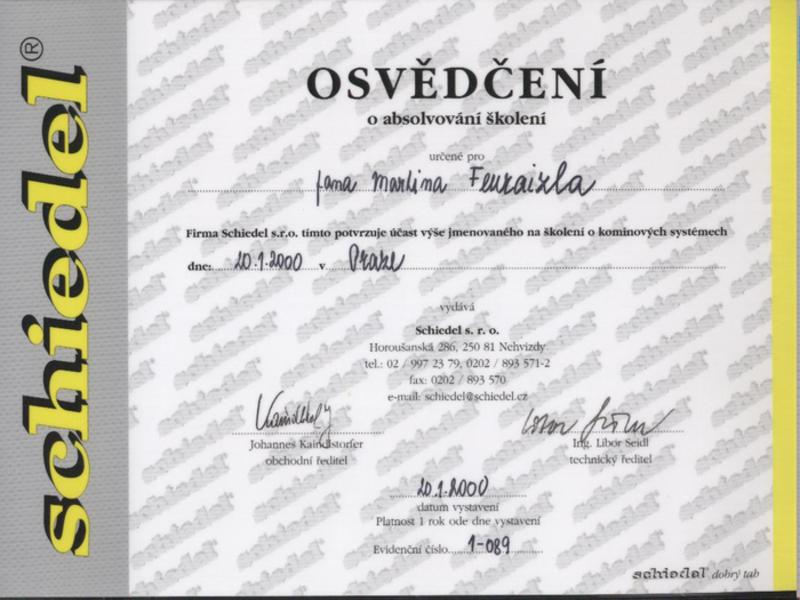 schiedel®
OSVĚDČENÍ
o absolvování školení
určené pro
pana Martina Feuraizla
Firma Schiedel s.r.o. tímto potvrzuje účast výše jmenovaného na školení o komínových systémech
dne: 20.1.2000 v Praze
vydává
Schiedel s. r. o.
Horoušanská 286, 250 81 Nehvizdy
tel.: 02 / 997 23 79, 0202 / 893 571-2
fax: 0202 / 893 570
e-mail: schiedel@schiedel.cz
Johannes Kaindlstorfer
obchodní ředitel
Ing. Libor Seidl
technický ředitel
20.1.2000
datum vystavení
Platnost 1 rok ode dne vystavení
Evidenční číslo 1-089
schiedel dobrý tah